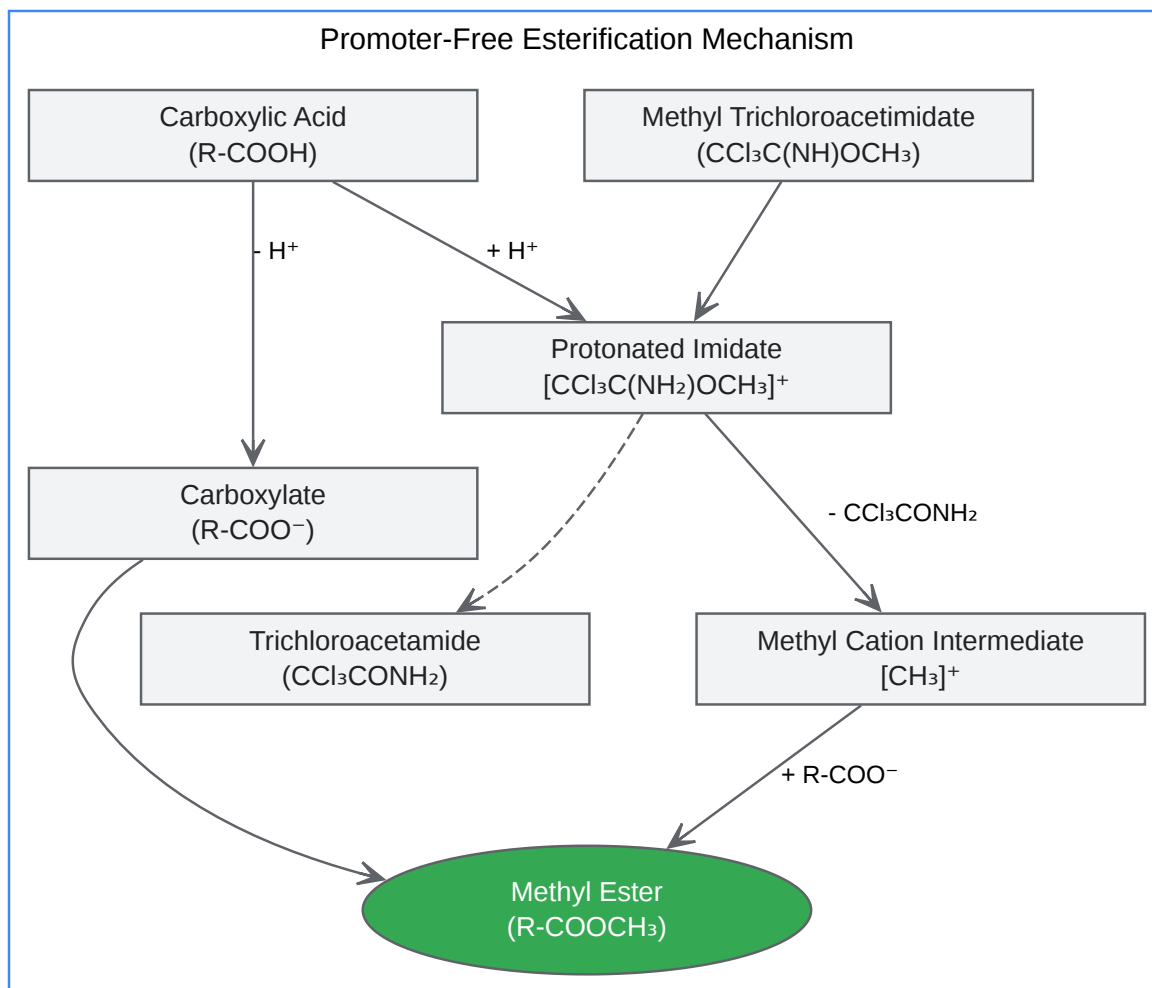 Promoter-Free Esterification Mechanism
Carboxylic Acid
(R-COOH)
Methyl Trichloroacetimidate
(CCl₃C(NH)OCH₃)
- H⁺
+ H⁺
Protonated Imidate
[CCl₃C(NH₂)OCH₃]⁺
Carboxylate
(R-COO⁻)
- CCl₃CONH₂
Trichloroacetamide
(CCl₃CONH₂)
Methyl Cation Intermediate
[CH₃]⁺
+ R-COO⁻
Methyl Ester
(R-COOCH₃)